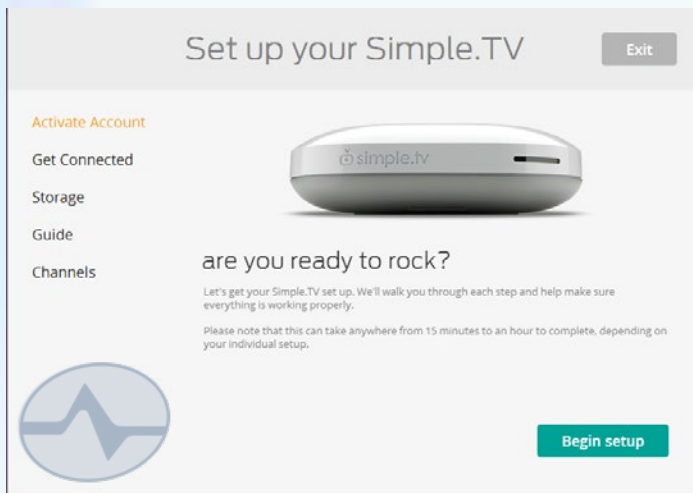 Set up your Simple.TV
Exit
Activate Account
Get Connected
Storage
Guide
Channels
simple.tv
are you ready to rock?
Let's get your Simple.TV set up. We'll walk you through each step and help make sure
everything is working properly.
Please note that this can take anywhere from 15 minutes to an hour to complete, depending on
your individual setup.
Begin setup